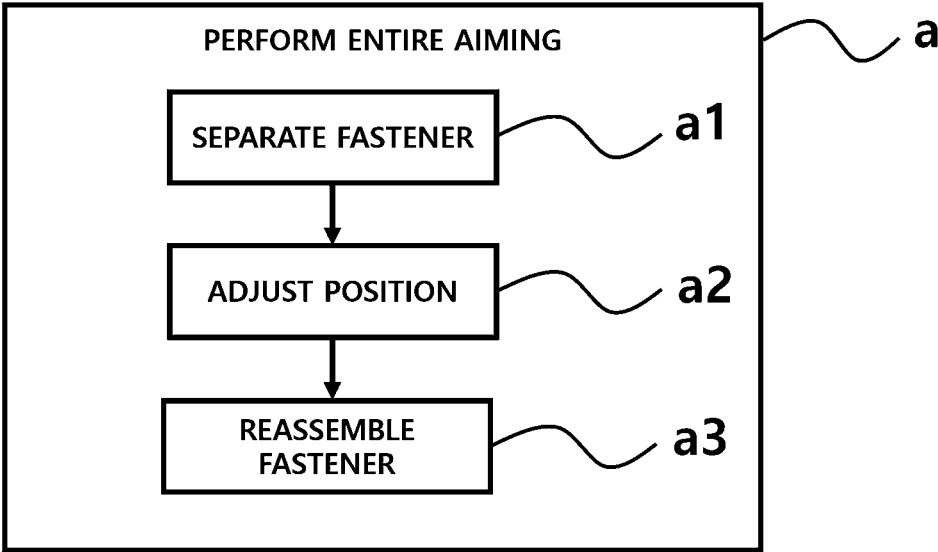 PERFORM ENTIRE AIMING
a
SEPARATE FASTENER
a1
ADJUST POSITION
a2
REASSEMBLE
FASTENER
a3